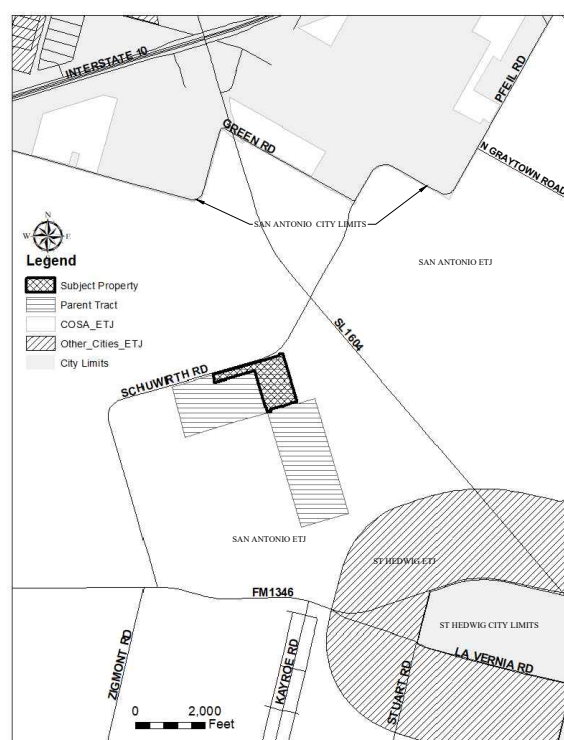 INTERSTATE 10
PFEIL RD
GREEN RD
N GRAYTOWN ROAD
SAN ANTONIO CITY LIMITS
N
W
E
S
SAN ANTONIO ETJ
Legend
Subject Property
Parent Tract
COSA_ETJ
Other_Cities_ETJ
City Limits
SL 1604
SCHUWIRTH RD
SAN ANTONIO ETJ
ST HEDWIG ETJ
FM1346
ST HEDWIG CITY LIMITS
LA VERNIA RD
ZIGMONT RD
KAYROE RD
STUART RD
0 2,000
Feet